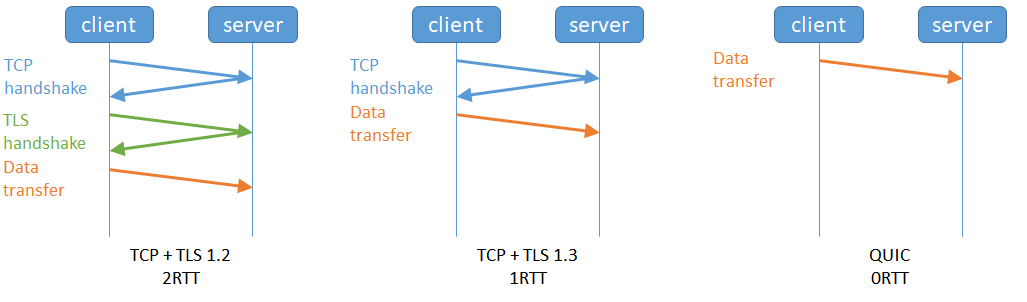 client
server
TCP
handshake
TLS
handshake
Data
transfer
TCP + TLS 1.2
2RTT
client
server
TCP
handshake
Data
transfer
TCP + TLS 1.3
1RTT
client
server
Data
transfer
QUIC
0RTT